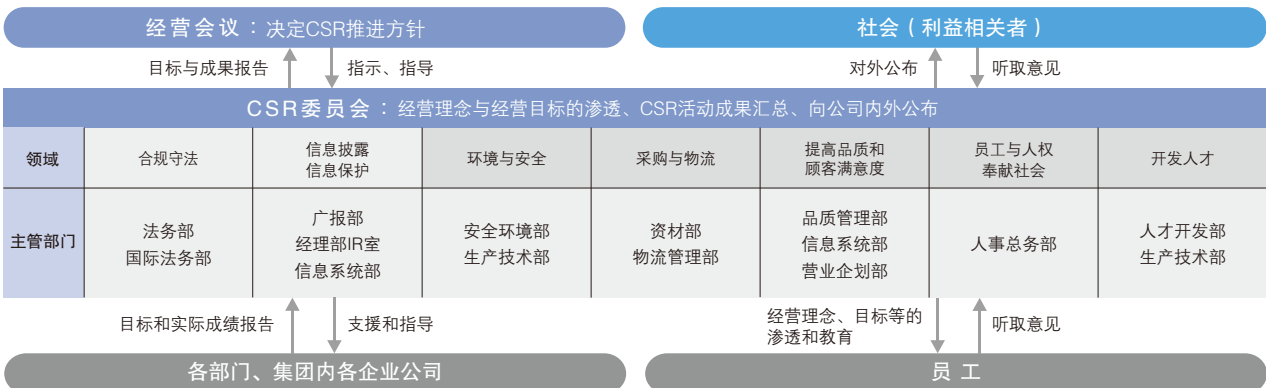 经营会议：决定CSR推进方针
社会（利益相关者）
目标与成果报告
指示、指导
对外公布
听取意见
CSR委员会：经营理念与经营目标的渗透、CSR活动成果汇总、向公司内外公布
领域
合规守法
信息披露
信息保护
环境与安全
采购与物流
提高品质和
顾客满意度
员工与人权
奉献社会
开发人才
主管部门
法务部
国际法务部
广报部
经理部IR室
信息系统部
安全环境部
生产技术部
资材部
物流管理部
品质管理部
信息系统部
营业企划部
人事总务部
人才开发部
生产技术部
目标和实际成绩报告
支援和指导
经营理念、目标等的
渗透和教育
听取意见
各部门、集团内各企业公司
员 工